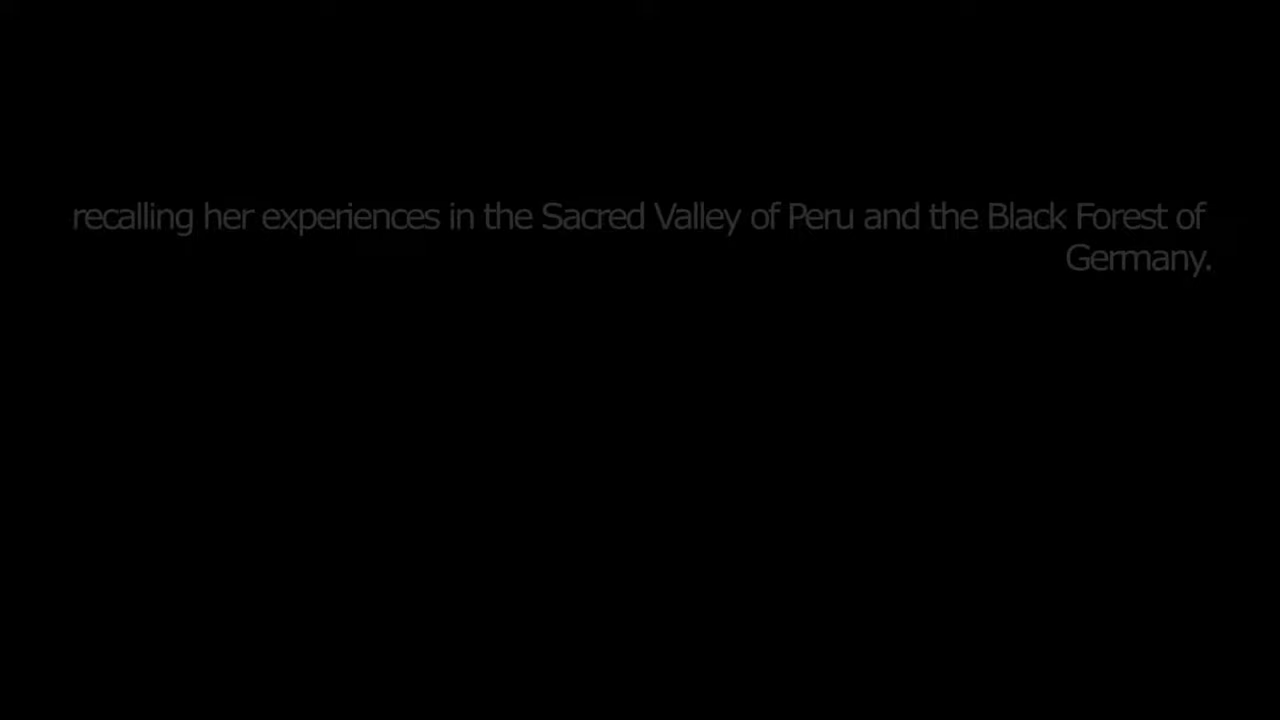 recalling her experiences in the Sacred Valley of Peru and the Black Forest of
Germany.